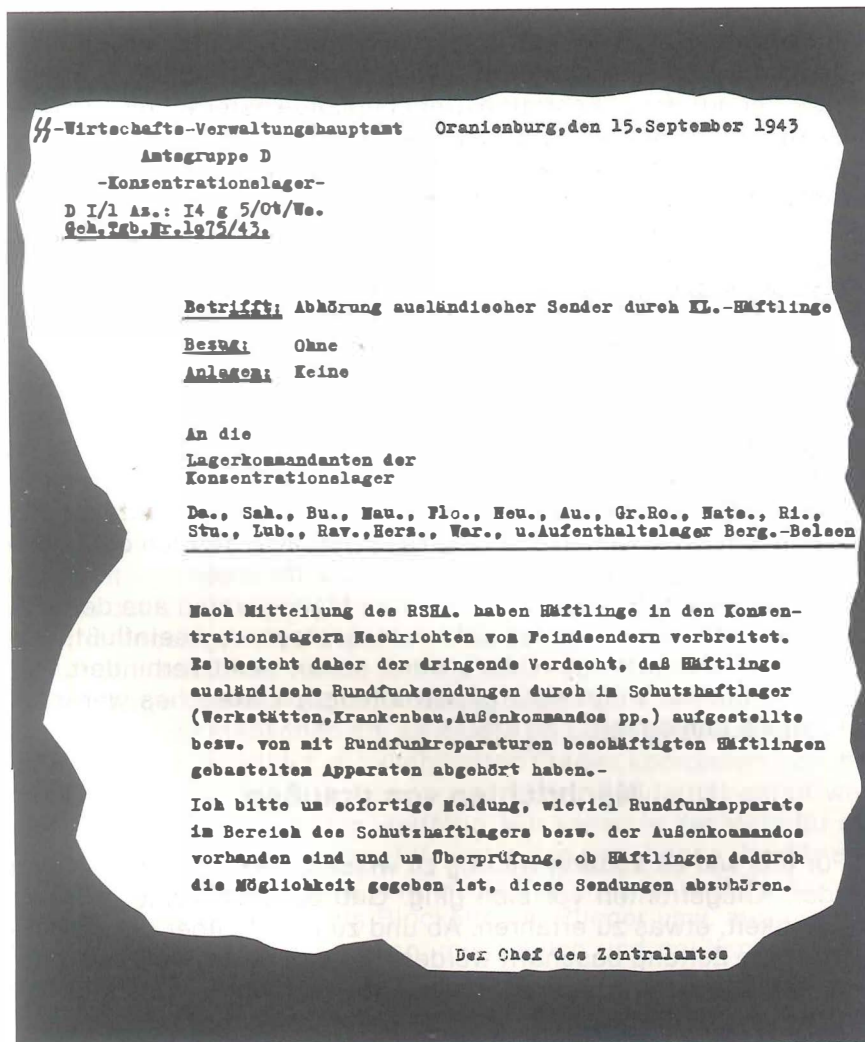 SS-Wirtschafts-Verwaltungshauptamt Oranienburg,den 15.September 1943
Amtsgruppe D
-Konzentrationslager-
D I/1 Az.: 14 g 5/Ot/We.
Geh.Tgb.Nr.1075/43.
Betrifft: Abhörung ausländischer Sender durch KL.-Häftlinge
Bezug: Ohne
Anlagen: Keine
An die
Lagerkommandanten der
Konzentrationslager
Da., Sah., Bu., Mau., Flo., Neu., Au., Gr.Ro., Natz., Ri.,
Stu., Lub., Rav.,Herz., War., u.Aufenthaltslager Berg.-Belsen
Nach Mitteilung des RSHA. haben Häftlinge in den Konzen-
trationslagern Nachrichten von Feindsendern verbreitet.
Es besteht daher der dringende Verdacht, daß Häftlinge
ausländische Rundfunksendungen durch im Schutzhaftlager
(Werkstätten,Krankenbau,Außenkommandos pp.) aufgestellte
bezw. von mit Rundfunkreparaturen beschäftigten Häftlingen
gebasteltem Apparaten abgehört haben.-
Ich bitte um sofortige Meldung, wieviel Rundfunkapparate
im Bereich des Schutzhaftlagers bezw. der Außenkommandos
vorhanden sind und um Überprüfung, ob Häftlingen dadurch
die Möglichkeit gegeben ist, diese Sendungen abzuhören.
Der Chef des Zentralamtes